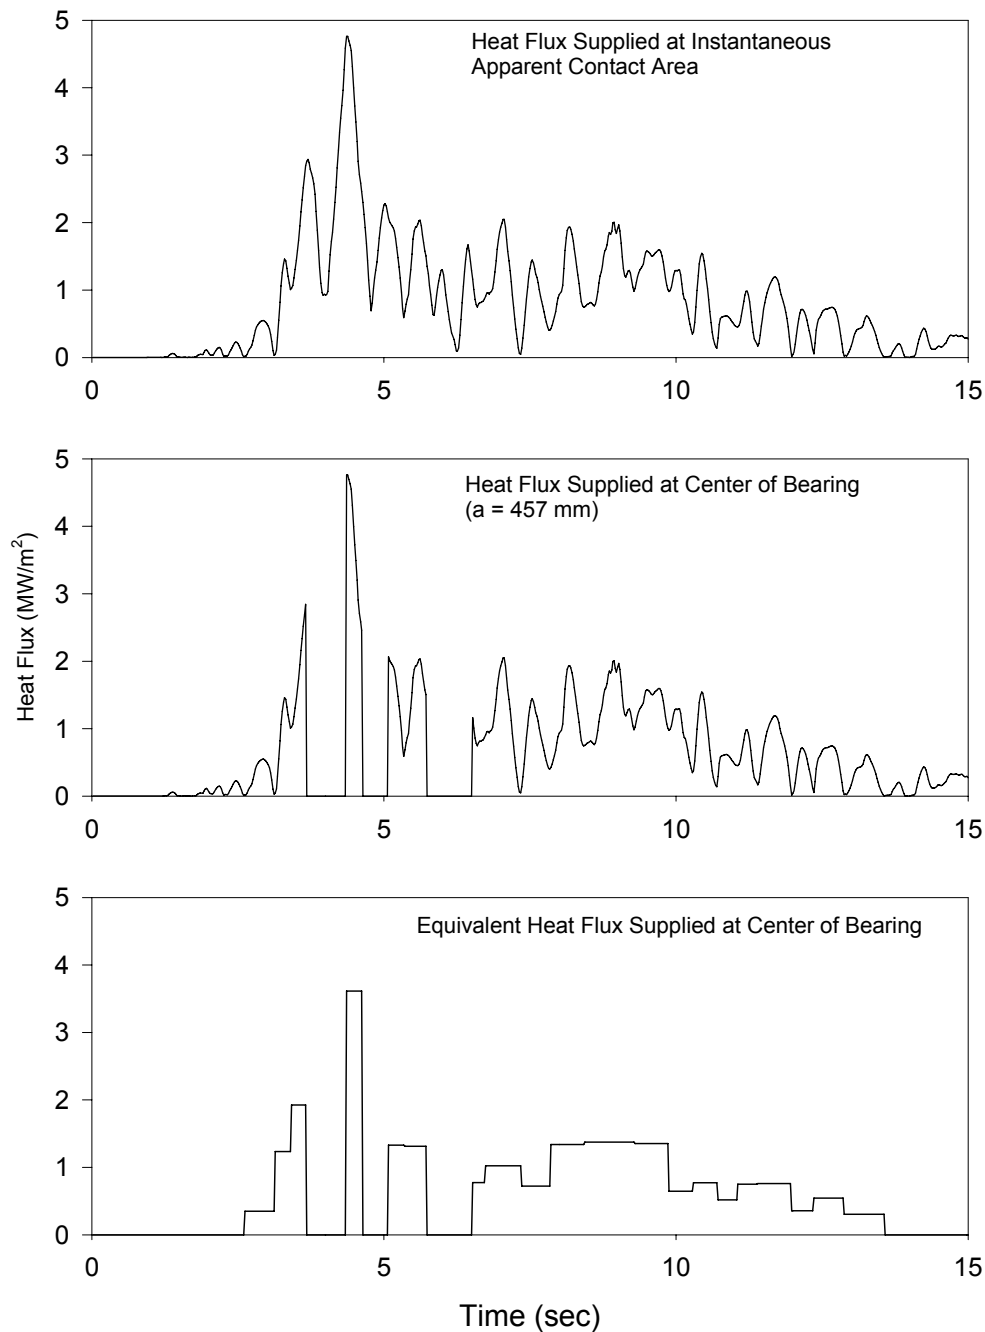 5
Heat Flux Supplied at Instantaneous
Apparent Contact Area
4
3
2
1
0
0 5 10 15
5
Heat Flux Supplied at Center of Bearing
(a = 457 mm)
4
3
2
1
0
0 5 10 15
Heat Flux (MW/m²)
5
Equivalent Heat Flux Supplied at Center of Bearing
4
3
2
1
0
0 5 10 15
Time (sec)